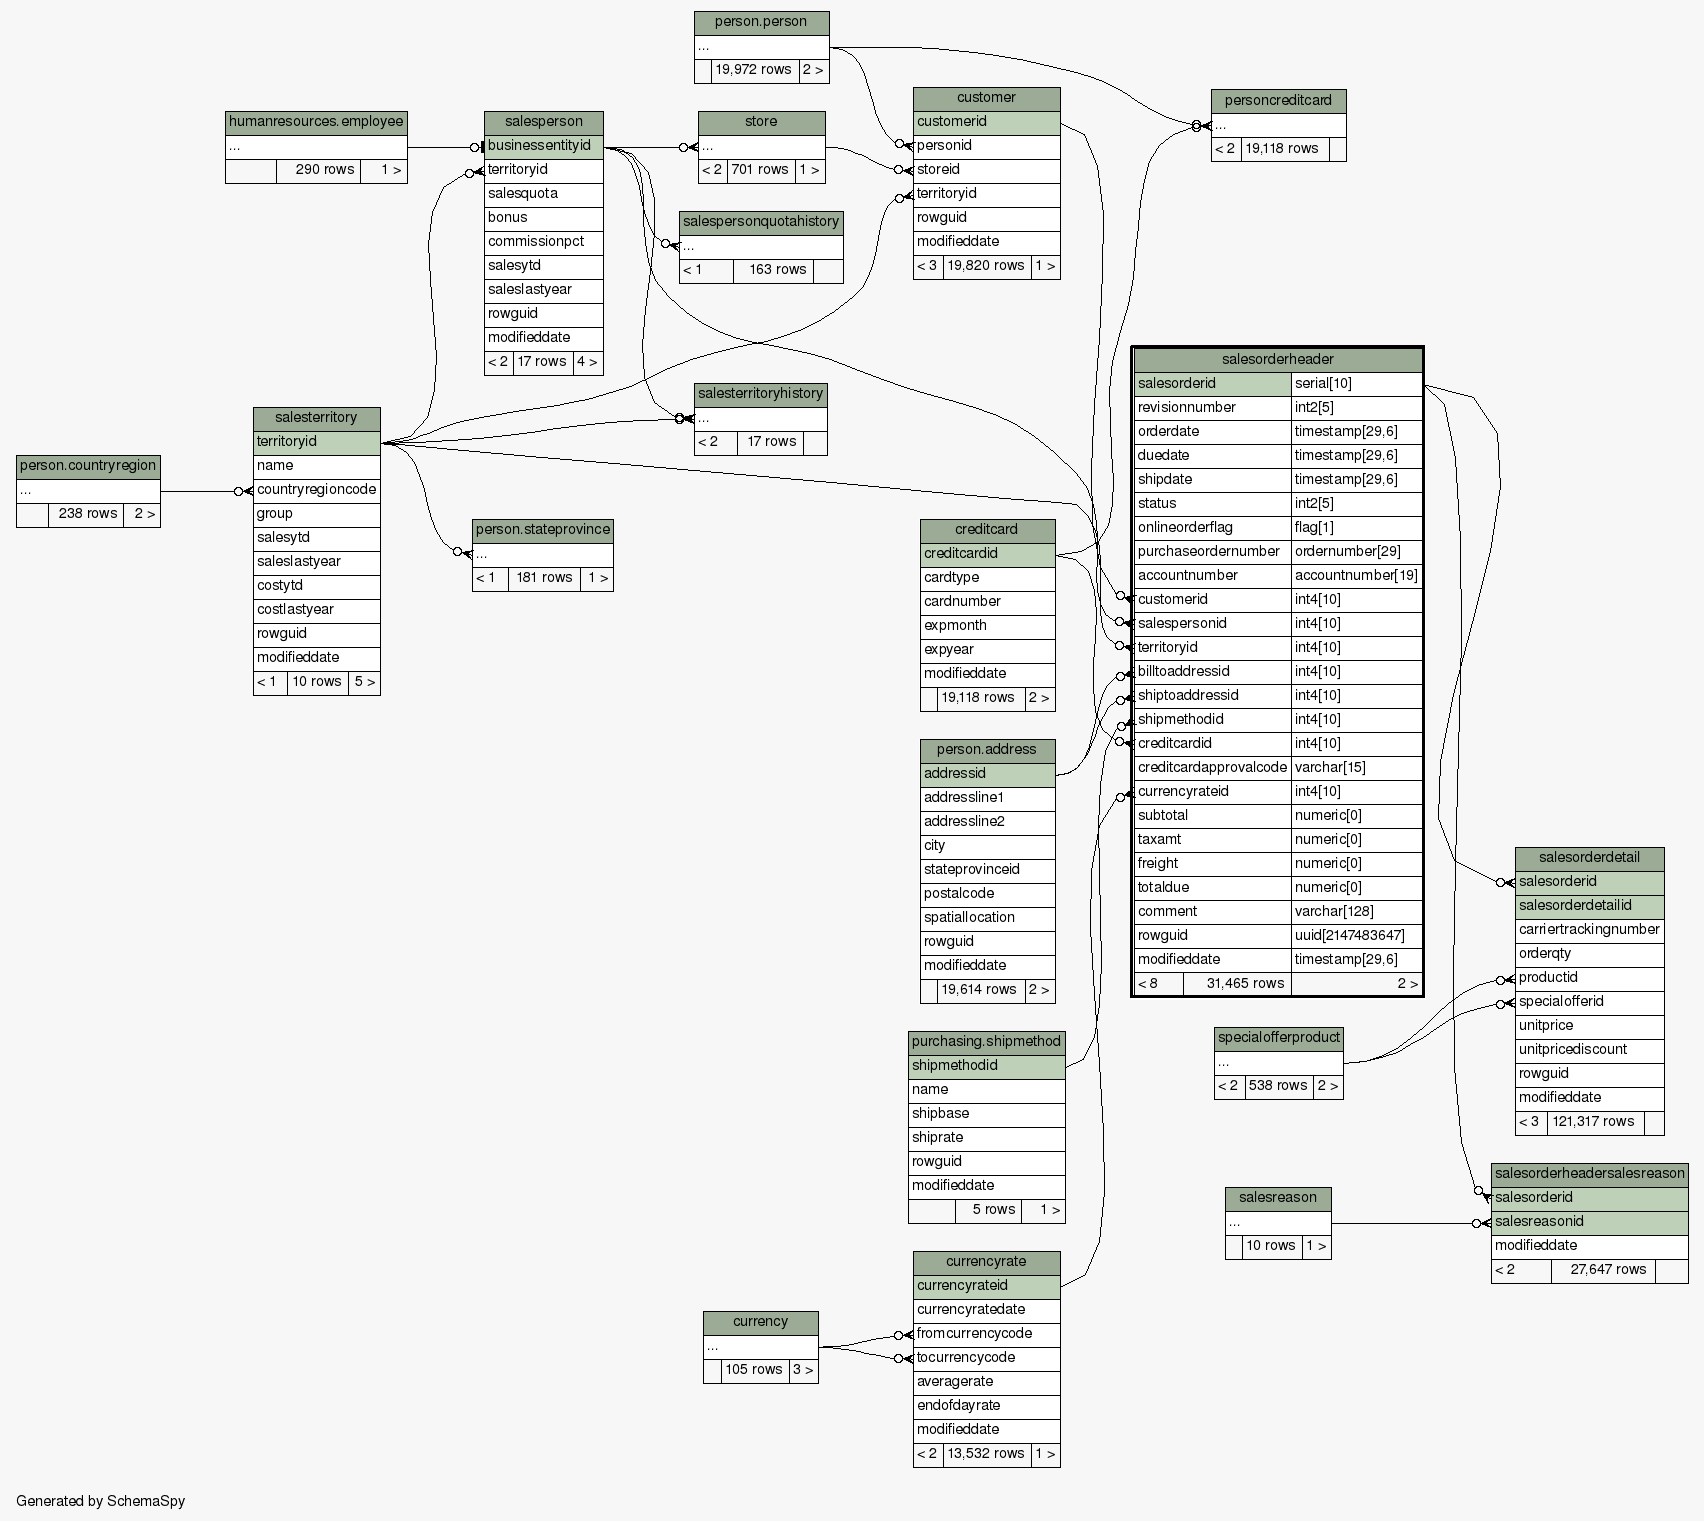 person.person
...
19,972 rows 2 >
customer
customerid
personid
storeid
territoryid
rowguid
modifieddate
< 3 19,820 rows 1 >
personcreditcard
...
< 2 19,118 rows
humanresources.employee
...
290 rows 1 >
salesperson
businessentityid
territoryid
salesquota
bonus
commissionpct
salesytd
saleslastyear
rowguid
modifieddate
< 2 17 rows 4 >
store
...
< 2 701 rows 1 >
salespersonquotahistory
...
< 1 163 rows
salesorderheader
salesorderid serial[10]
revisionnumber int2[5]
orderdate timestamp[29,6]
duedate timestamp[29,6]
shipdate timestamp[29,6]
status int2[5]
onlineorderflag flag[1]
purchaseordernumber ordernumber[29]
accountnumber accountnumber[19]
customerid int4[10]
salespersonid int4[10]
territoryid int4[10]
billtoaddressid int4[10]
shiptoaddressid int4[10]
shipmethodid int4[10]
creditcardid int4[10]
creditcardapprovalcode varchar[15]
currencyrateid int4[10]
subtotal numeric[0]
taxamt numeric[0]
freight numeric[0]
totaldue numeric[0]
comment varchar[128]
rowguid uuid[2147483647]
modifieddate timestamp[29,6]
< 8 31,465 rows 2 >
salesterritoryhistory
...
< 2 17 rows
salesterritory
territoryid
name
countryregioncode
group
salesytd
saleslastyear
costytd
costlastyear
rowguid
modifieddate
< 1 10 rows 5 >
person.countryregion
...
238 rows 2 >
person.stateprovince
...
< 1 181 rows 1 >
creditcard
creditcardid
cardtype
cardnumber
expmonth
expyear
modifieddate
19,118 rows 2 >
person.address
addressid
addressline1
addressline2
city
stateprovinceid
postalcode
spatiallocation
rowguid
modifieddate
19,614 rows 2 >
salesorderdetail
salesorderid
salesorderdetailid
carriertrackingnumber
orderqty
productid
specialofferid
unitprice
unitpricediscount
rowguid
modifieddate
< 3 121,317 rows
specialofferproduct
...
< 2 538 rows 2 >
purchasing.shipmethod
shipmethodid
name
shipbase
shiprate
rowguid
modifieddate
5 rows 1 >
salesorderheadersalesreason
salesorderid
salesreasonid
modifieddate
< 2 27,647 rows
salesreason
...
10 rows 1 >
currencyrate
currencyrateid
currencyratedate
fromcurrencycode
tocurrencycode
averagerate
endofdayrate
modifieddate
< 2 13,532 rows 1 >
currency
...
105 rows 3 >
Generated by SchemaSpy